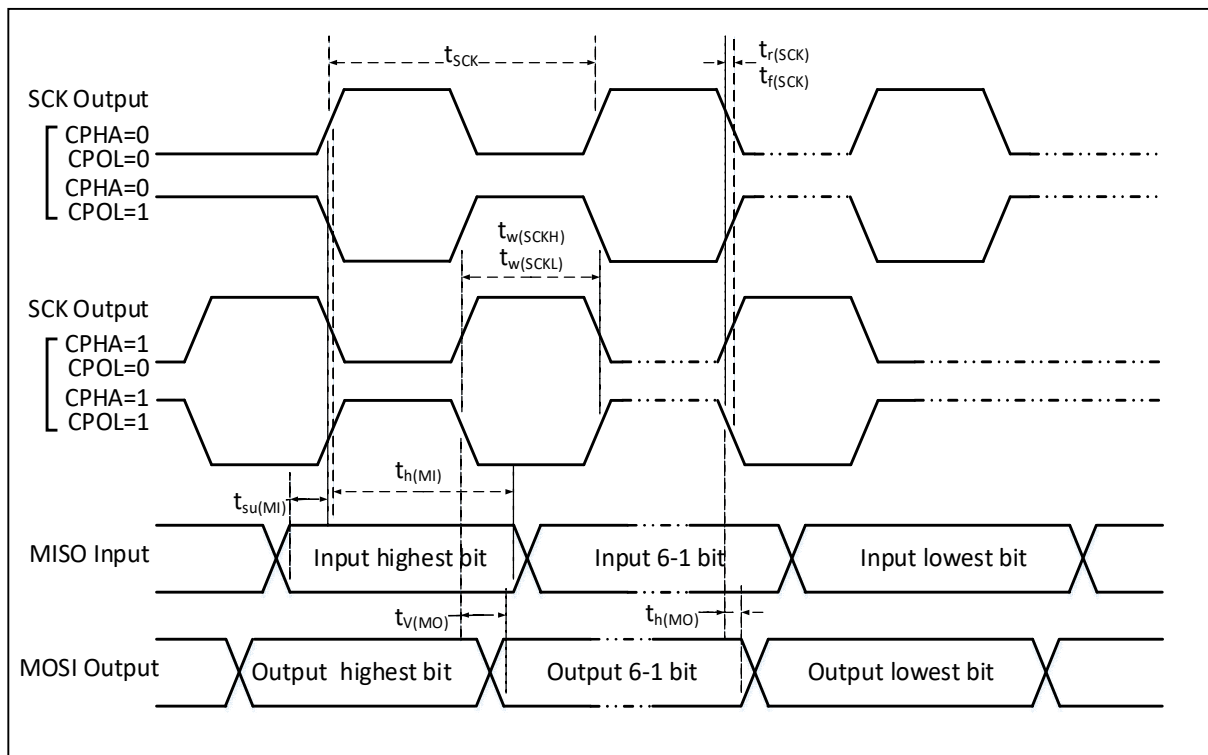 tSCK
tr(SCK)
tf(SCK)
SCK Output
CPHA=0
CPOL=0
CPHA=0
CPOL=1
tw(SCKH)
tw(SCKL)
SCK Output
CPHA=1
CPOL=0
CPHA=1
CPOL=1
th(MI)
tsu(MI)
MISO Input
Input highest bit
Input 6-1 bit
Input lowest bit
tV(MO)
th(MO)
MOSI Output
Output highest bit
Output 6-1 bit
Output lowest bit